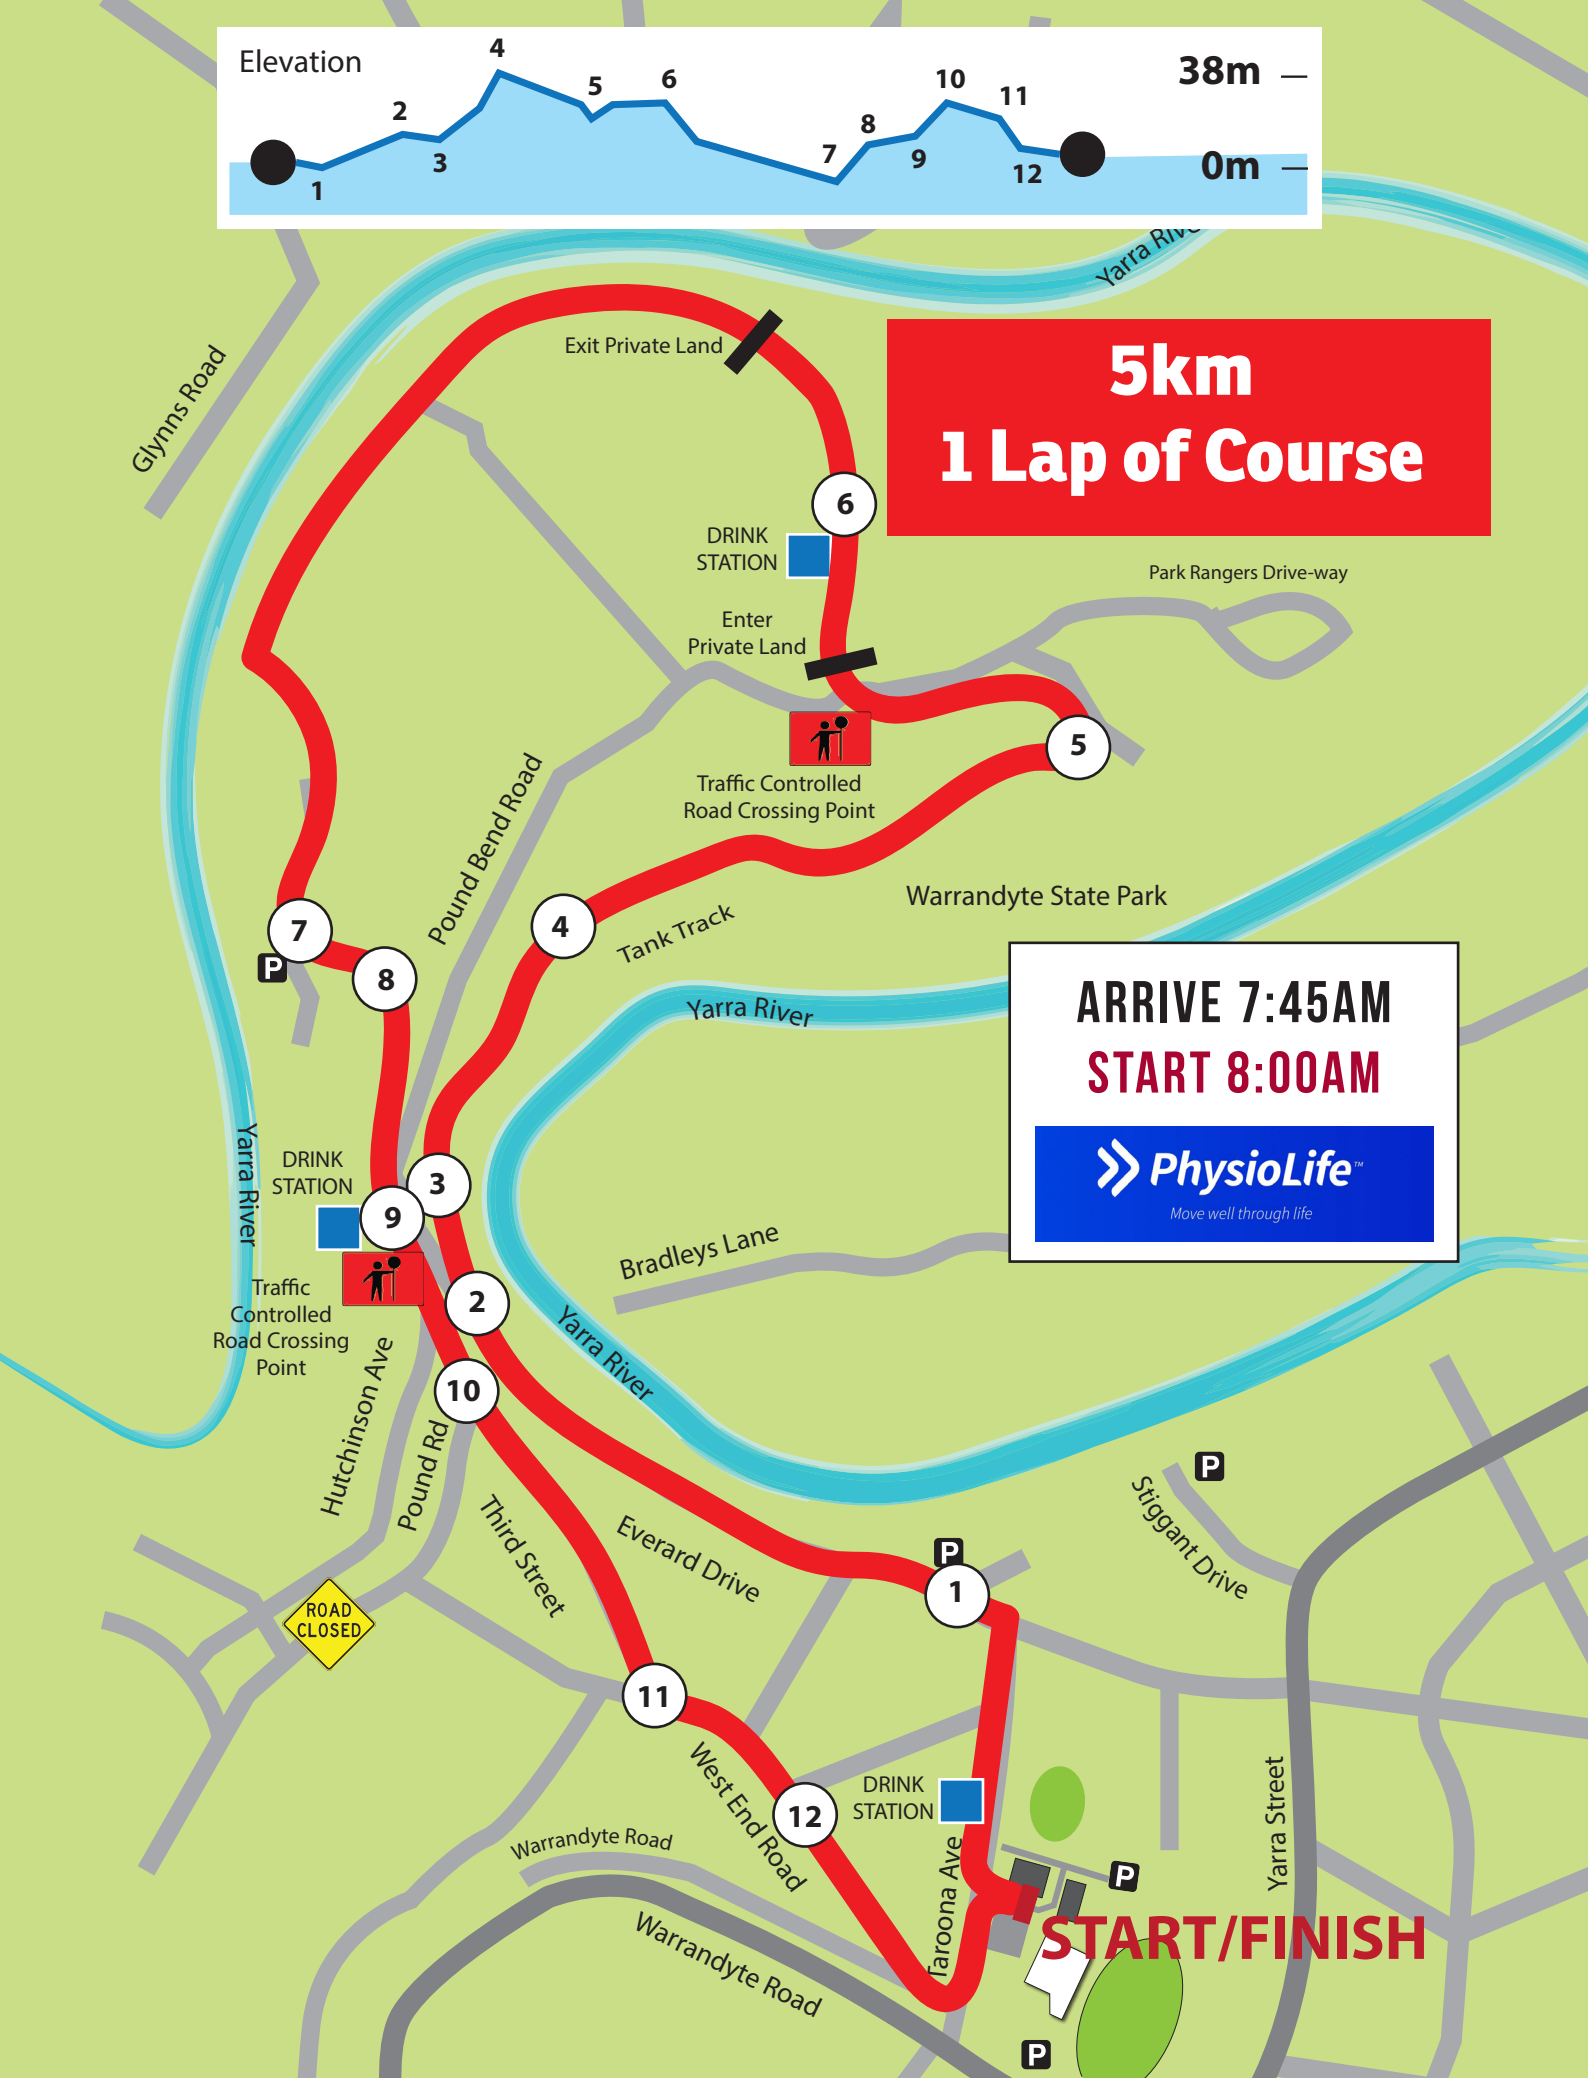 Elevation
4
38m
2
5
6
10
11
8
3
7
9
0m
1
12
Yarra
Glynns Road
Exit Private Land
5km
1 Lap of Course
6
DRINK
STATION
Park Rangers Drive-way
Enter
Private Land
5
Traffic Controlled
Road Crossing Point
Pound Bend Road
Warrandyte State Park
4
Tank Track
7
P
8
Yarra River
ARRIVE 7:45AM
START 8:00AM
PhysioLife™
Move well through life
Yarra River
DRINK
STATION
3
9
Bradleys Lane
Traffic
Controlled
Road Crossing
Point
2
Yarra River
Hutchinson Ave
10
Pound Rd
P
Stiggant Drive
Third Street
Everard Drive
P
1
ROAD
CLOSED
11
West End Road
12
DRINK
STATION
Yarra Street
Warrandyte Road
Taroona Ave
P
START/FINISH
Warrandyte Road
P